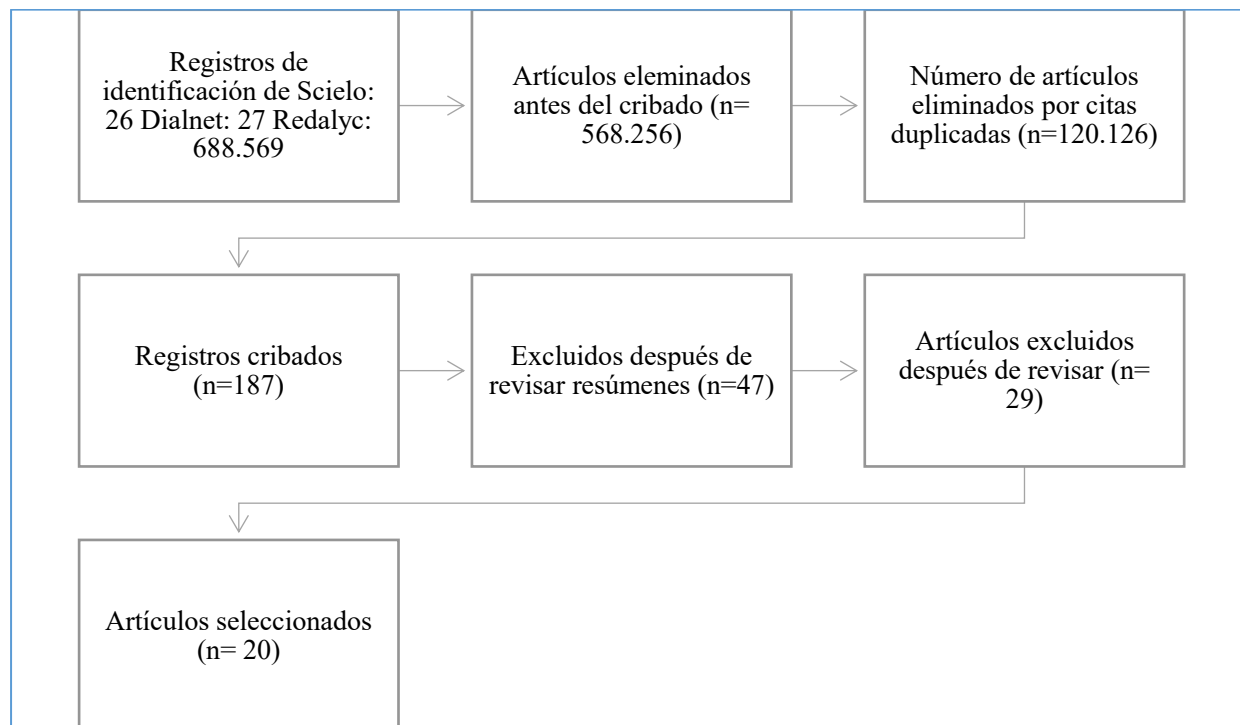 Registros de
identificación de Scielo:
26 Dialnet: 27 Redalyc:
688.569
Artículos eleminados
antes del cribado (n=
568.256)
Número de artículos
eliminados por citas
duplicadas (n=120.126)
Registros cribados
(n=187)
Excluidos después de
revisar resúmenes (n=47)
Artículos excluidos
después de revisar (n=
29)
Artículos seleccionados
(n= 20)